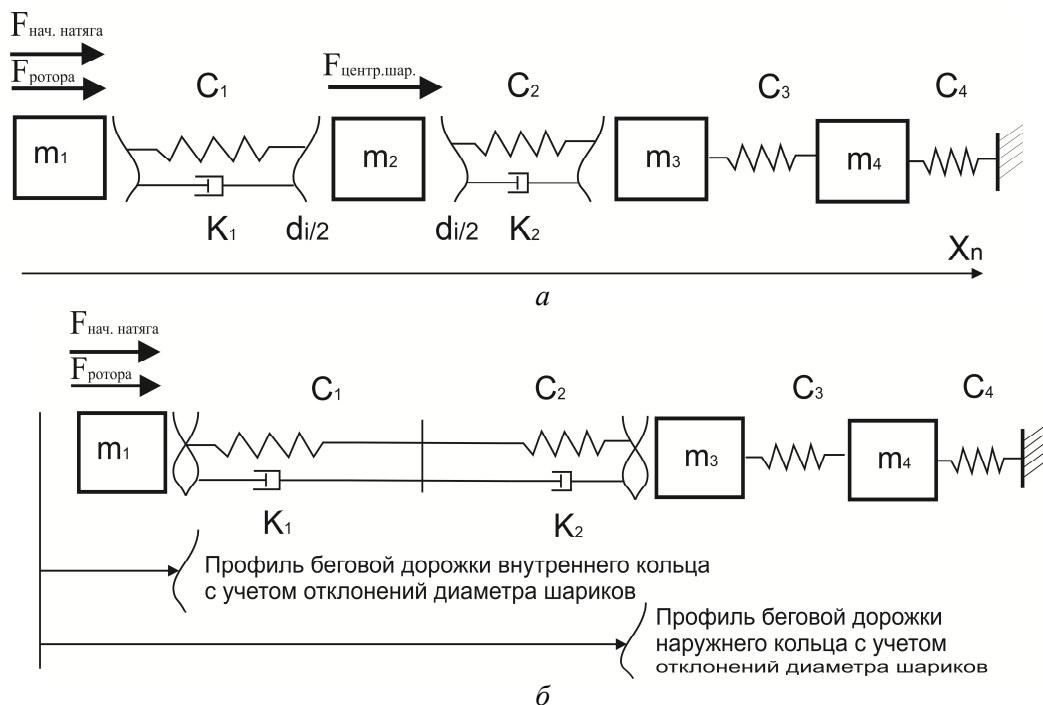 Fнач. натяга
Fротора
C1
Fцентр.шар.
C2
C3
C4
m1
m2
m3
m4
K1
di/2
di/2
K2
Xn
а
Fнач. натяга
Fротора
C1
C2
C3
C4
m1
m3
m4
K1
K2
Профиль беговой дорожки внутреннего кольца
с учетом отклонений диаметра шариков
Профиль беговой дорожки
наружнего кольца с учетом
отклонений диаметра шариков
б